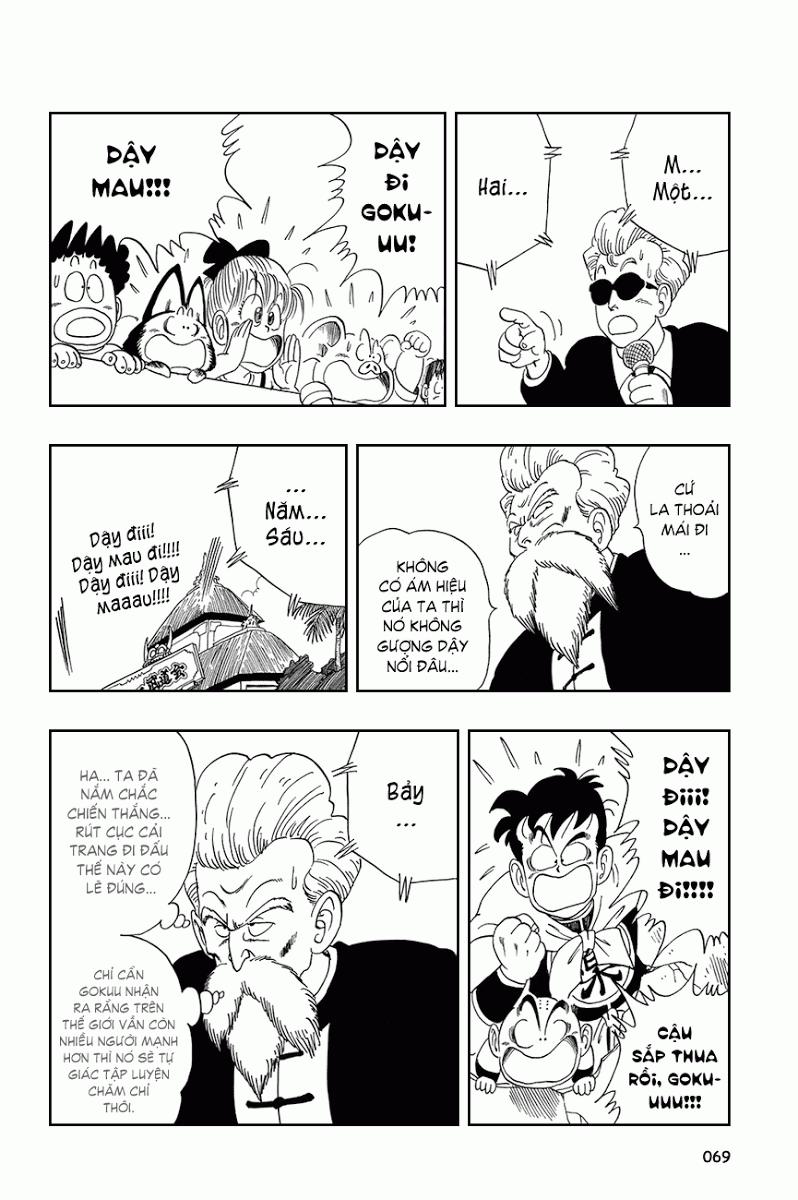 M...
Một...
Hai...
DẬY
ĐI
GOKU-
UU!
DẬY
MAU!!!
CỨ
LA THOẢI
MÁI ĐI
...
KHÔNG
CÓ ÁM HIỆU
CỦA TA THÌ
NÓ KHÔNG
GƯỢNG DẬY
NỔI ĐÂU...
...
Năm...
Sáu...
Dậy điii!
Dậy mau đi!!!!
Dậy điii! Dậy
maaau!!!!
DẬY
ĐIII!
DẬY
MAU
ĐI!!!!
CẬU
SẮP THUA
RỒI, GOKU-
UUU!!!
Bảy
...
HA... TA ĐÃ
NẮM CHẮC
CHIẾN THẮNG...
RÚT CỤC CẢI
TRANG ĐI ĐẤU
THẾ NÀY CÓ
LẼ ĐÚNG...
CHỈ CẦN
GOKUU NHẬN
RA RẰNG TRÊN
THẾ GIỚI VẪN CÒN
NHIỀU NGƯỜI MẠNH
HƠN THÌ NÓ SẼ TỰ
GIÁC TẬP LUYỆN
CHĂM CHỈ
THÔI.
069